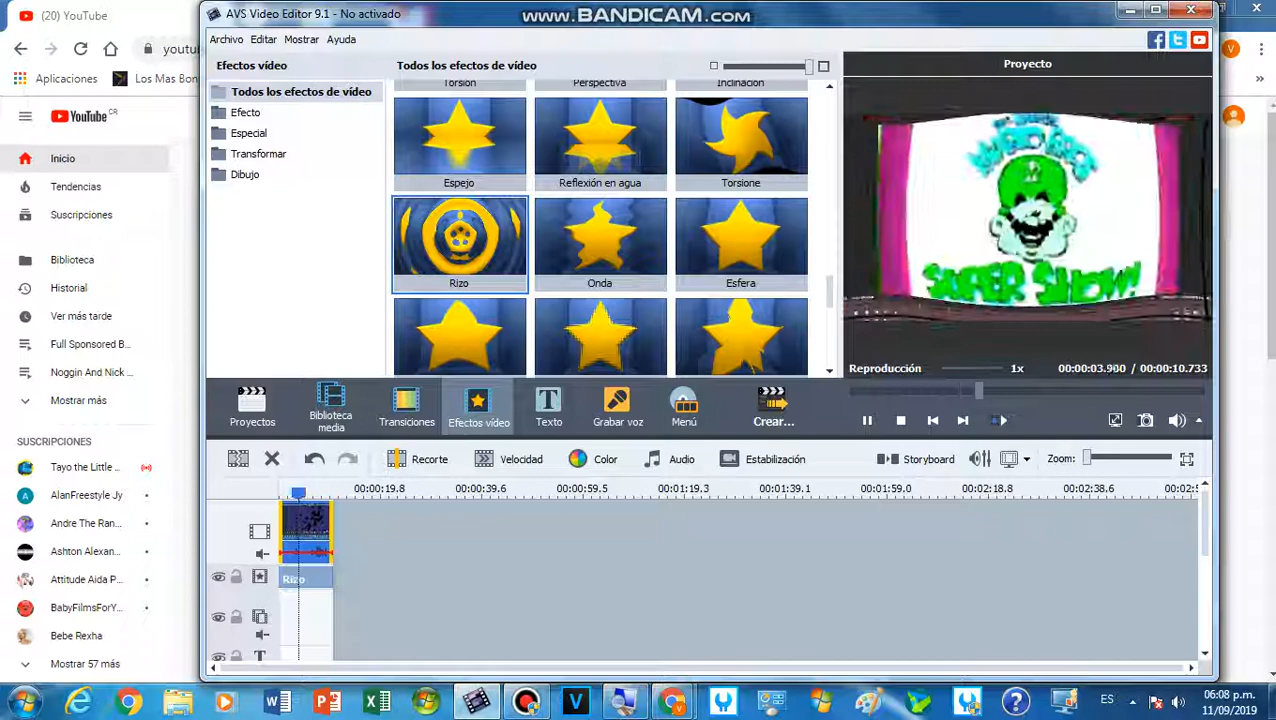 (20) YouTube
AVS Video Editor 9.1 - No activado
www.BANDICAM.com
Archivo Editar Mostrar Ayuda
Aplicaciones
Los Mas Bon
Efectos vídeo
Todos los efectos de vídeo
Proyecto
Todos los efectos de vídeo
Efecto
Especial
Transformar
Dibujo
Torsión
Perspectiva
Inclinación
Espejo
Reflexión en agua
Torsione
Rizo
Onda
Esfera
SUPER SHOW!
YouTube CR
Inicio
Tendencias
Suscripciones
Biblioteca
Historial
Ver más tarde
Full Sponsored B...
Noggin And Nick ...
Mostrar más
SUSCRIPCIONES
Tayo the Little ...
AlanFreestyle Jy
Andre The Ran...
Ashton Alexan...
Attitude Aida P...
BabyFilmsForY...
Bebe Rexha
Mostrar 57 más
Reproducción
1x
00:00:03.900 / 00:00:10.733
Proyectos
Biblioteca media
Transiciones
Efectos vídeo
Texto
Grabar voz
Menú
Crear...
Recorte
Velocidad
Color
Audio
Estabilización
Storyboard
Zoom:
00:00:19.8
00:00:39.6
00:00:59.5
00:01:19.3
00:01:39.1
00:01:59.0
00:02:18.8
00:02:38.6
Rizo
T
V
ES
06:08 p.m.
11/09/2019